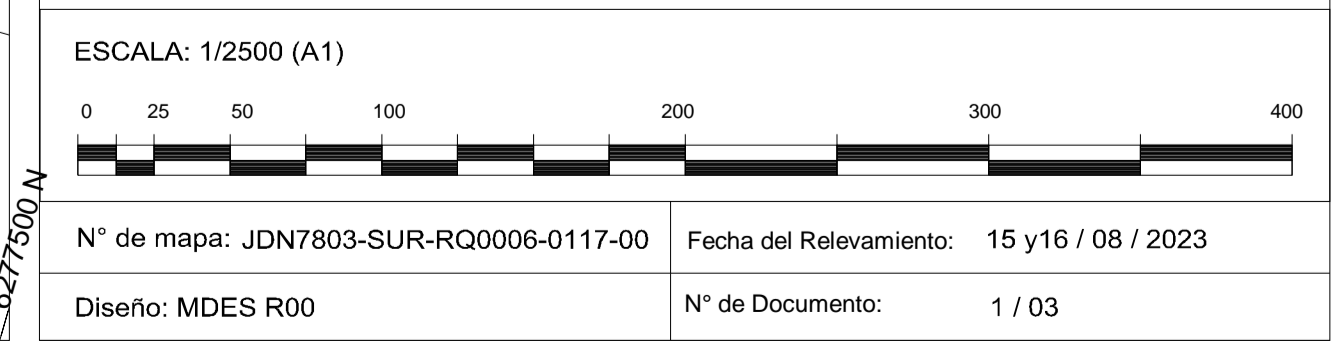 ESCALA: 1/2500 (A1)
0 25 50 100 200 300 400
6277500 N
N° de mapa: JDN7803-SUR-RQ0006-0117-00
Fecha del Relevamiento: 15 y16 / 08 / 2023
Diseño: MDES R00
N° de Documento: 1 / 03